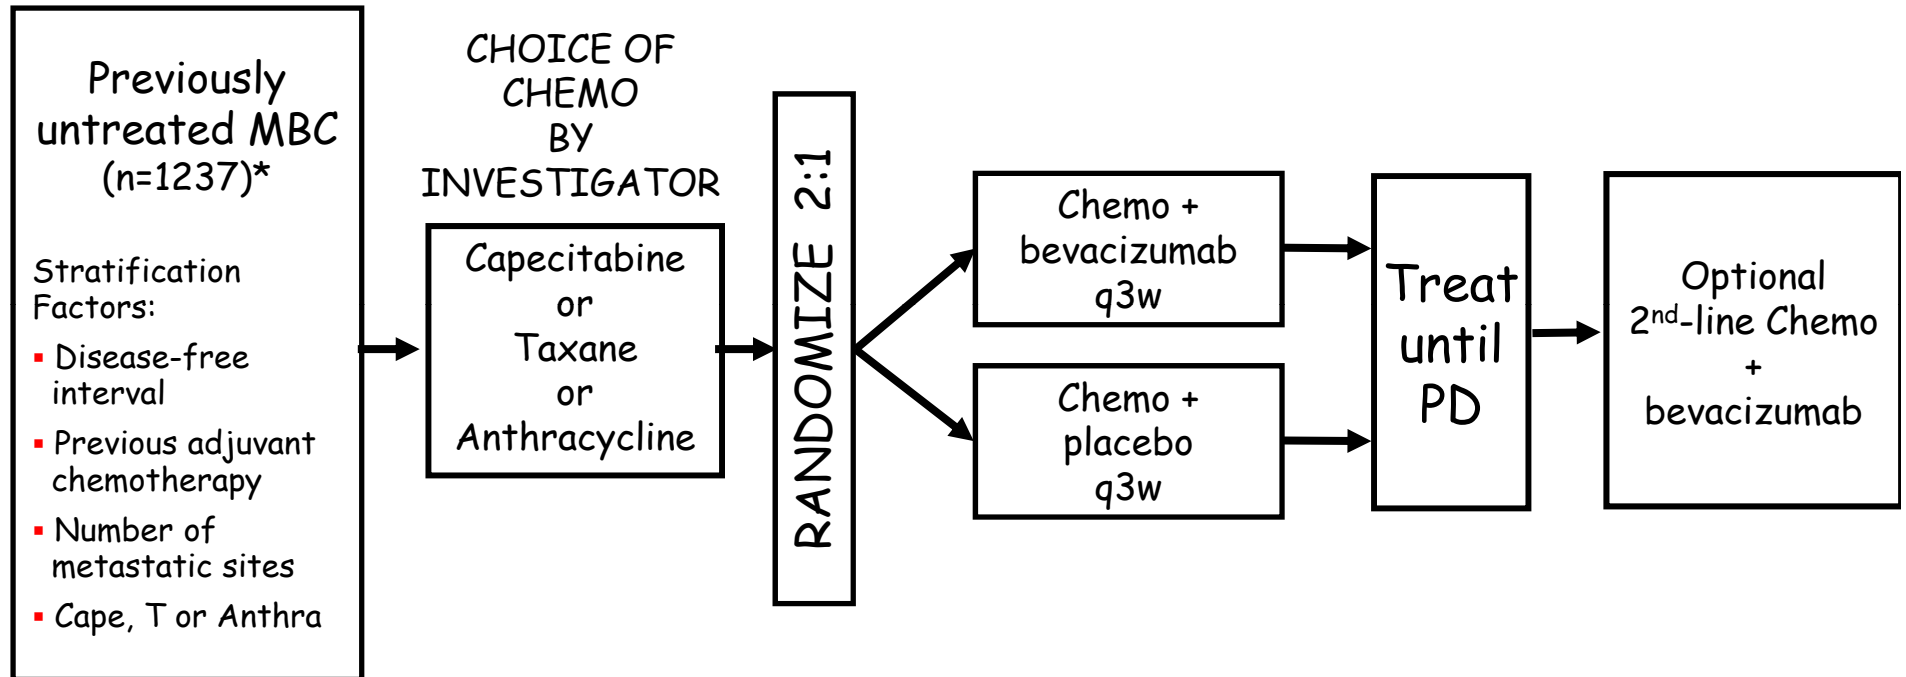 Previously
untreated MBC
(n=1237)*
Stratification
Factors:
▪ Disease-free
interval
▪ Previous adjuvant
chemotherapy
▪ Number of
metastatic sites
▪ Cape, T or Anthra
CHOICE OF
CHEMO
BY
INVESTIGATOR
Capecitabine
or
Taxane
or
Anthracycline
RANDOMIZE 2:1
Chemo +
bevacizumab
q3w
Chemo +
placebo
q3w
Treat
until
PD
Optional
2nd-line Chemo
+
bevacizumab